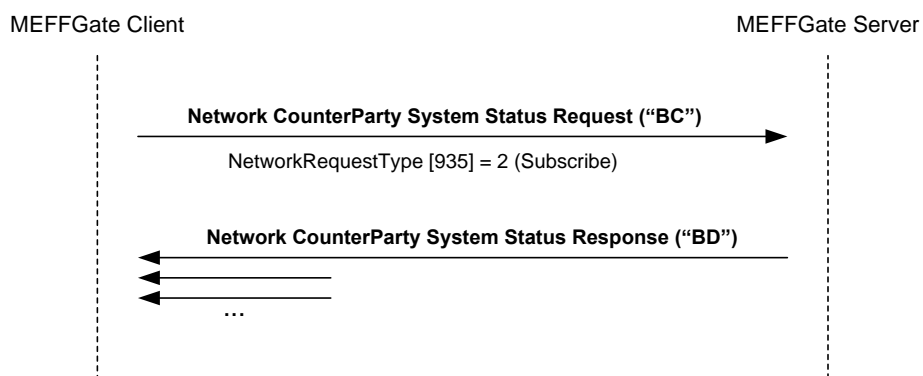 MEFFGate Client
MEFFGate Server
Network CounterParty System Status Request (“BC”)
NetworkRequestType [935] = 2 (Subscribe)
Network CounterParty System Status Response (“BD”)
...